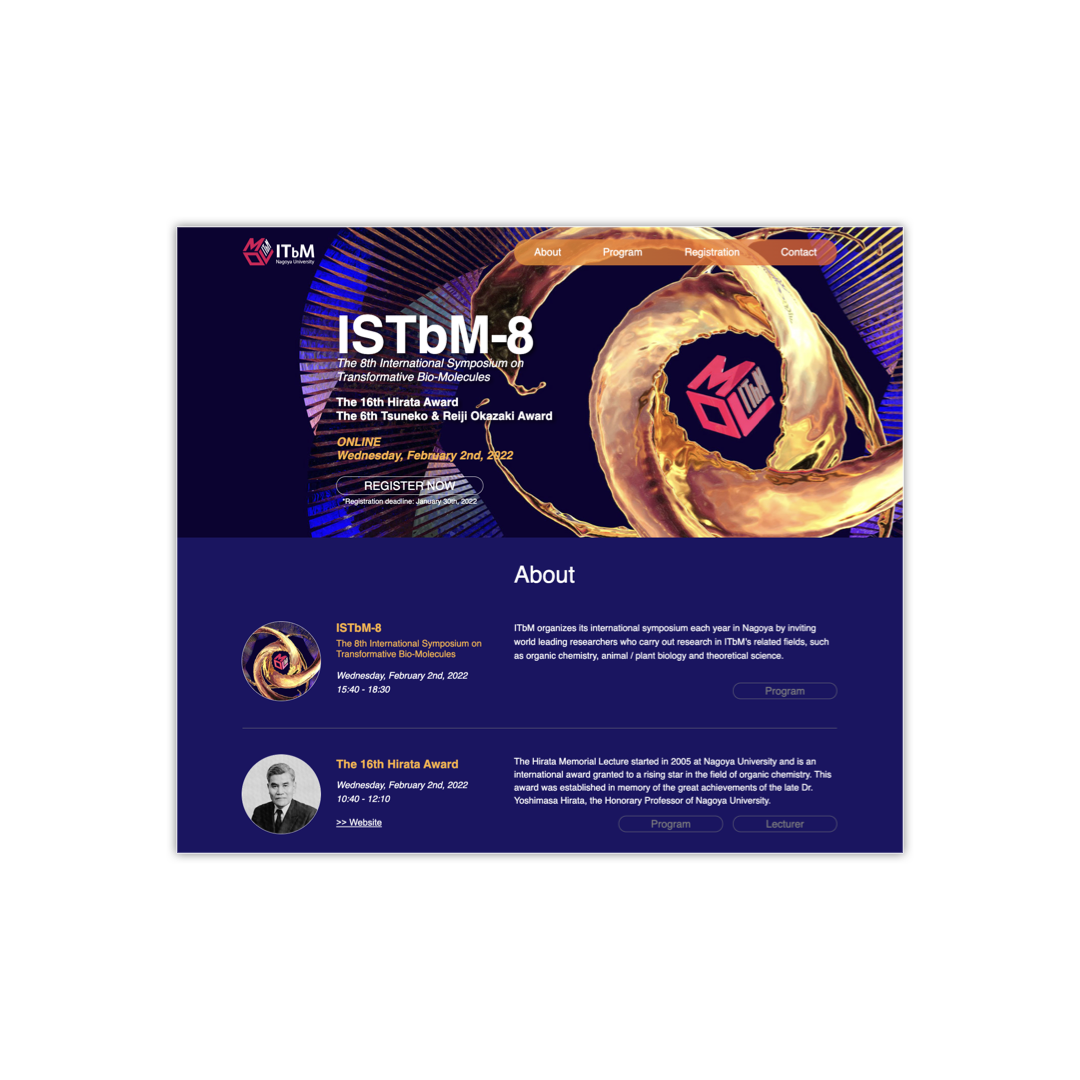 ITbM
Nagoya University
About Program Registration Contact
ISTbM-8
The 8th International Symposium on
Transformative Bio-Molecules
The 16th Hirata Award
The 6th Tsuneko & Reiji Okazaki Award
ONLINE
Wednesday, February 2nd, 2022
REGISTER NOW
*Registration deadline: January 30th, 2022
MOL
ITbM
About
ISTbM-8
The 8th International Symposium on
Transformative Bio-Molecules
Wednesday, February 2nd, 2022
15:40 - 18:30
ITbM organizes its international symposium each year in Nagoya by inviting
world leading researchers who carry out research in ITbM's related fields, such
as organic chemistry, animal / plant biology and theoretical science.
Program
The 16th Hirata Award
Wednesday, February 2nd, 2022
10:40 - 12:10
>> Website
The Hirata Memorial Lecture started in 2005 at Nagoya University and is an
international award granted to a rising star in the field of organic chemistry. This
award was established in memory of the great achievements of the late Dr.
Yoshimasa Hirata, the Honorary Professor of Nagoya University.
Program
Lecturer